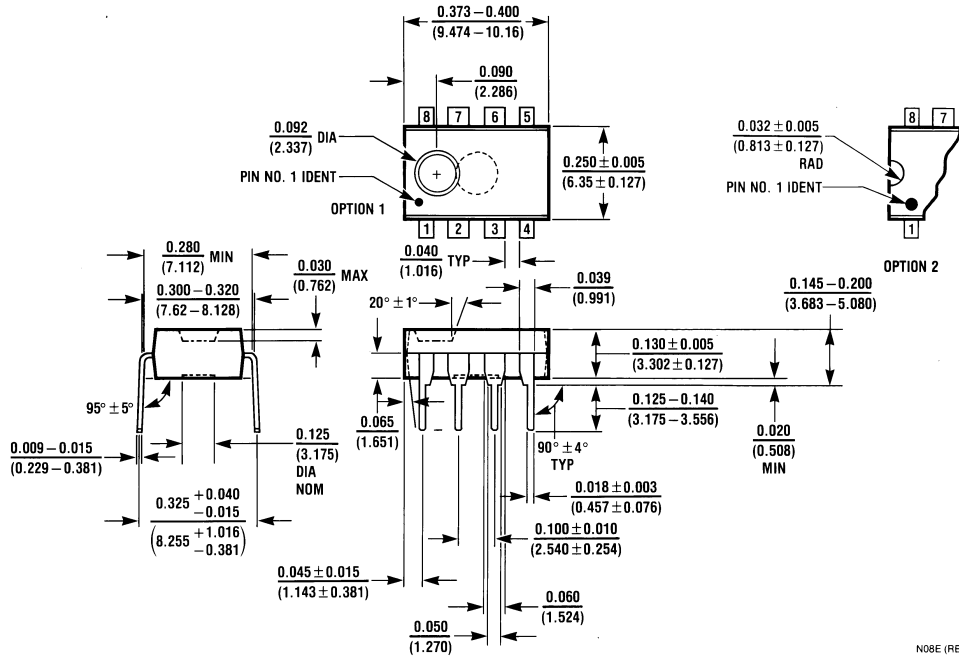 0.373 – 0.400
(9.474 – 10.16)
0.090
(2.286)
8 7 6 5
0.092 DIA
(2.337)
PIN NO. 1 IDENT
OPTION 1
1 2 3 4
0.250 ± 0.005
(6.35 ± 0.127)
0.032 ± 0.005
(0.813 ± 0.127)
RAD
PIN NO. 1 IDENT
8 7
1
OPTION 2
0.280 MIN
(7.112)
0.300 – 0.320
(7.62 – 8.128)
0.030 MAX
(0.762)
0.040 TYP
(1.016)
20° ± 1°
0.039
(0.991)
0.145 – 0.200
(3.683 – 5.080)
0.130 ± 0.005
(3.302 ± 0.127)
0.125 – 0.140
(3.175 – 3.556)
0.020
(0.508)
MIN
95° ± 5°
0.009 – 0.015
(0.229 – 0.381)
0.125
(3.175)
DIA
NOM
0.065
(1.651)
90° ± 4°
TYP
0.018 ± 0.003
(0.457 ± 0.076)
0.325 +0.040
−0.015
(8.255 +1.016
−0.381)
0.100 ± 0.010
(2.540 ± 0.254)
0.045 ± 0.015
(1.143 ± 0.381)
0.060
(1.524)
0.050
(1.270)
N08E (RE